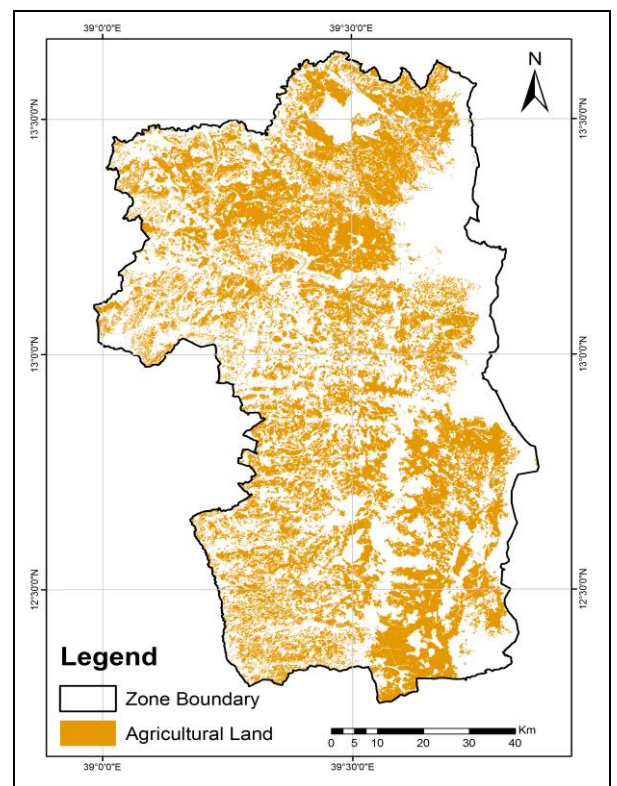 39°0'0"E 39°30'0"E
N
13°30'0"N 13°30'0"N
13°0'0"N 13°0'0"N
12°30'0"N 12°30'0"N
Legend
Zone Boundary
Agricultural Land
Km
0 5 10 20 30 40
39°0'0"E 39°30'0"E